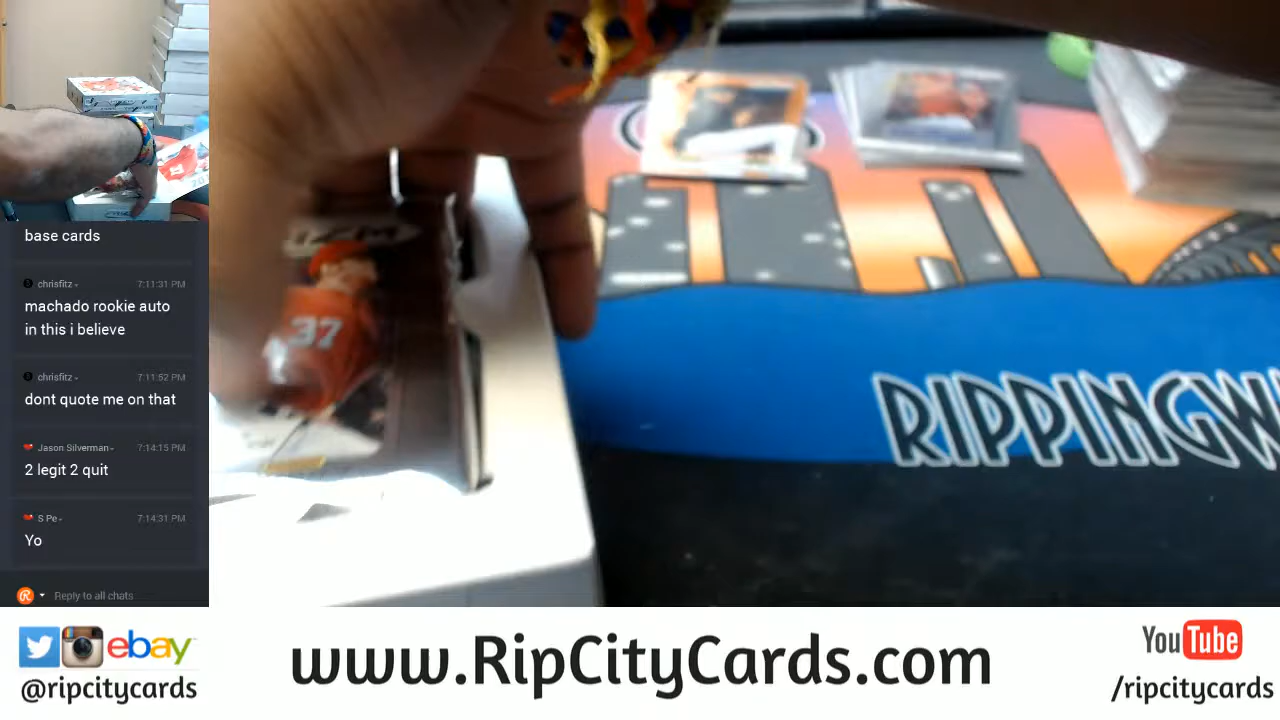 base cards
chrisfitz
7:11:31 PM
machado rookie auto
in this i believe
chrisfitz
7:11:52 PM
dont quote me on that
Jason Silverman
7:14:15 PM
2 legit 2 quit
S Pe
7:14:31 PM
Yo
Reply to all chats
37
RIPPINGW
ebay
@ripcitycards
www.RipCityCards.com
YouTube
/ripcitycards